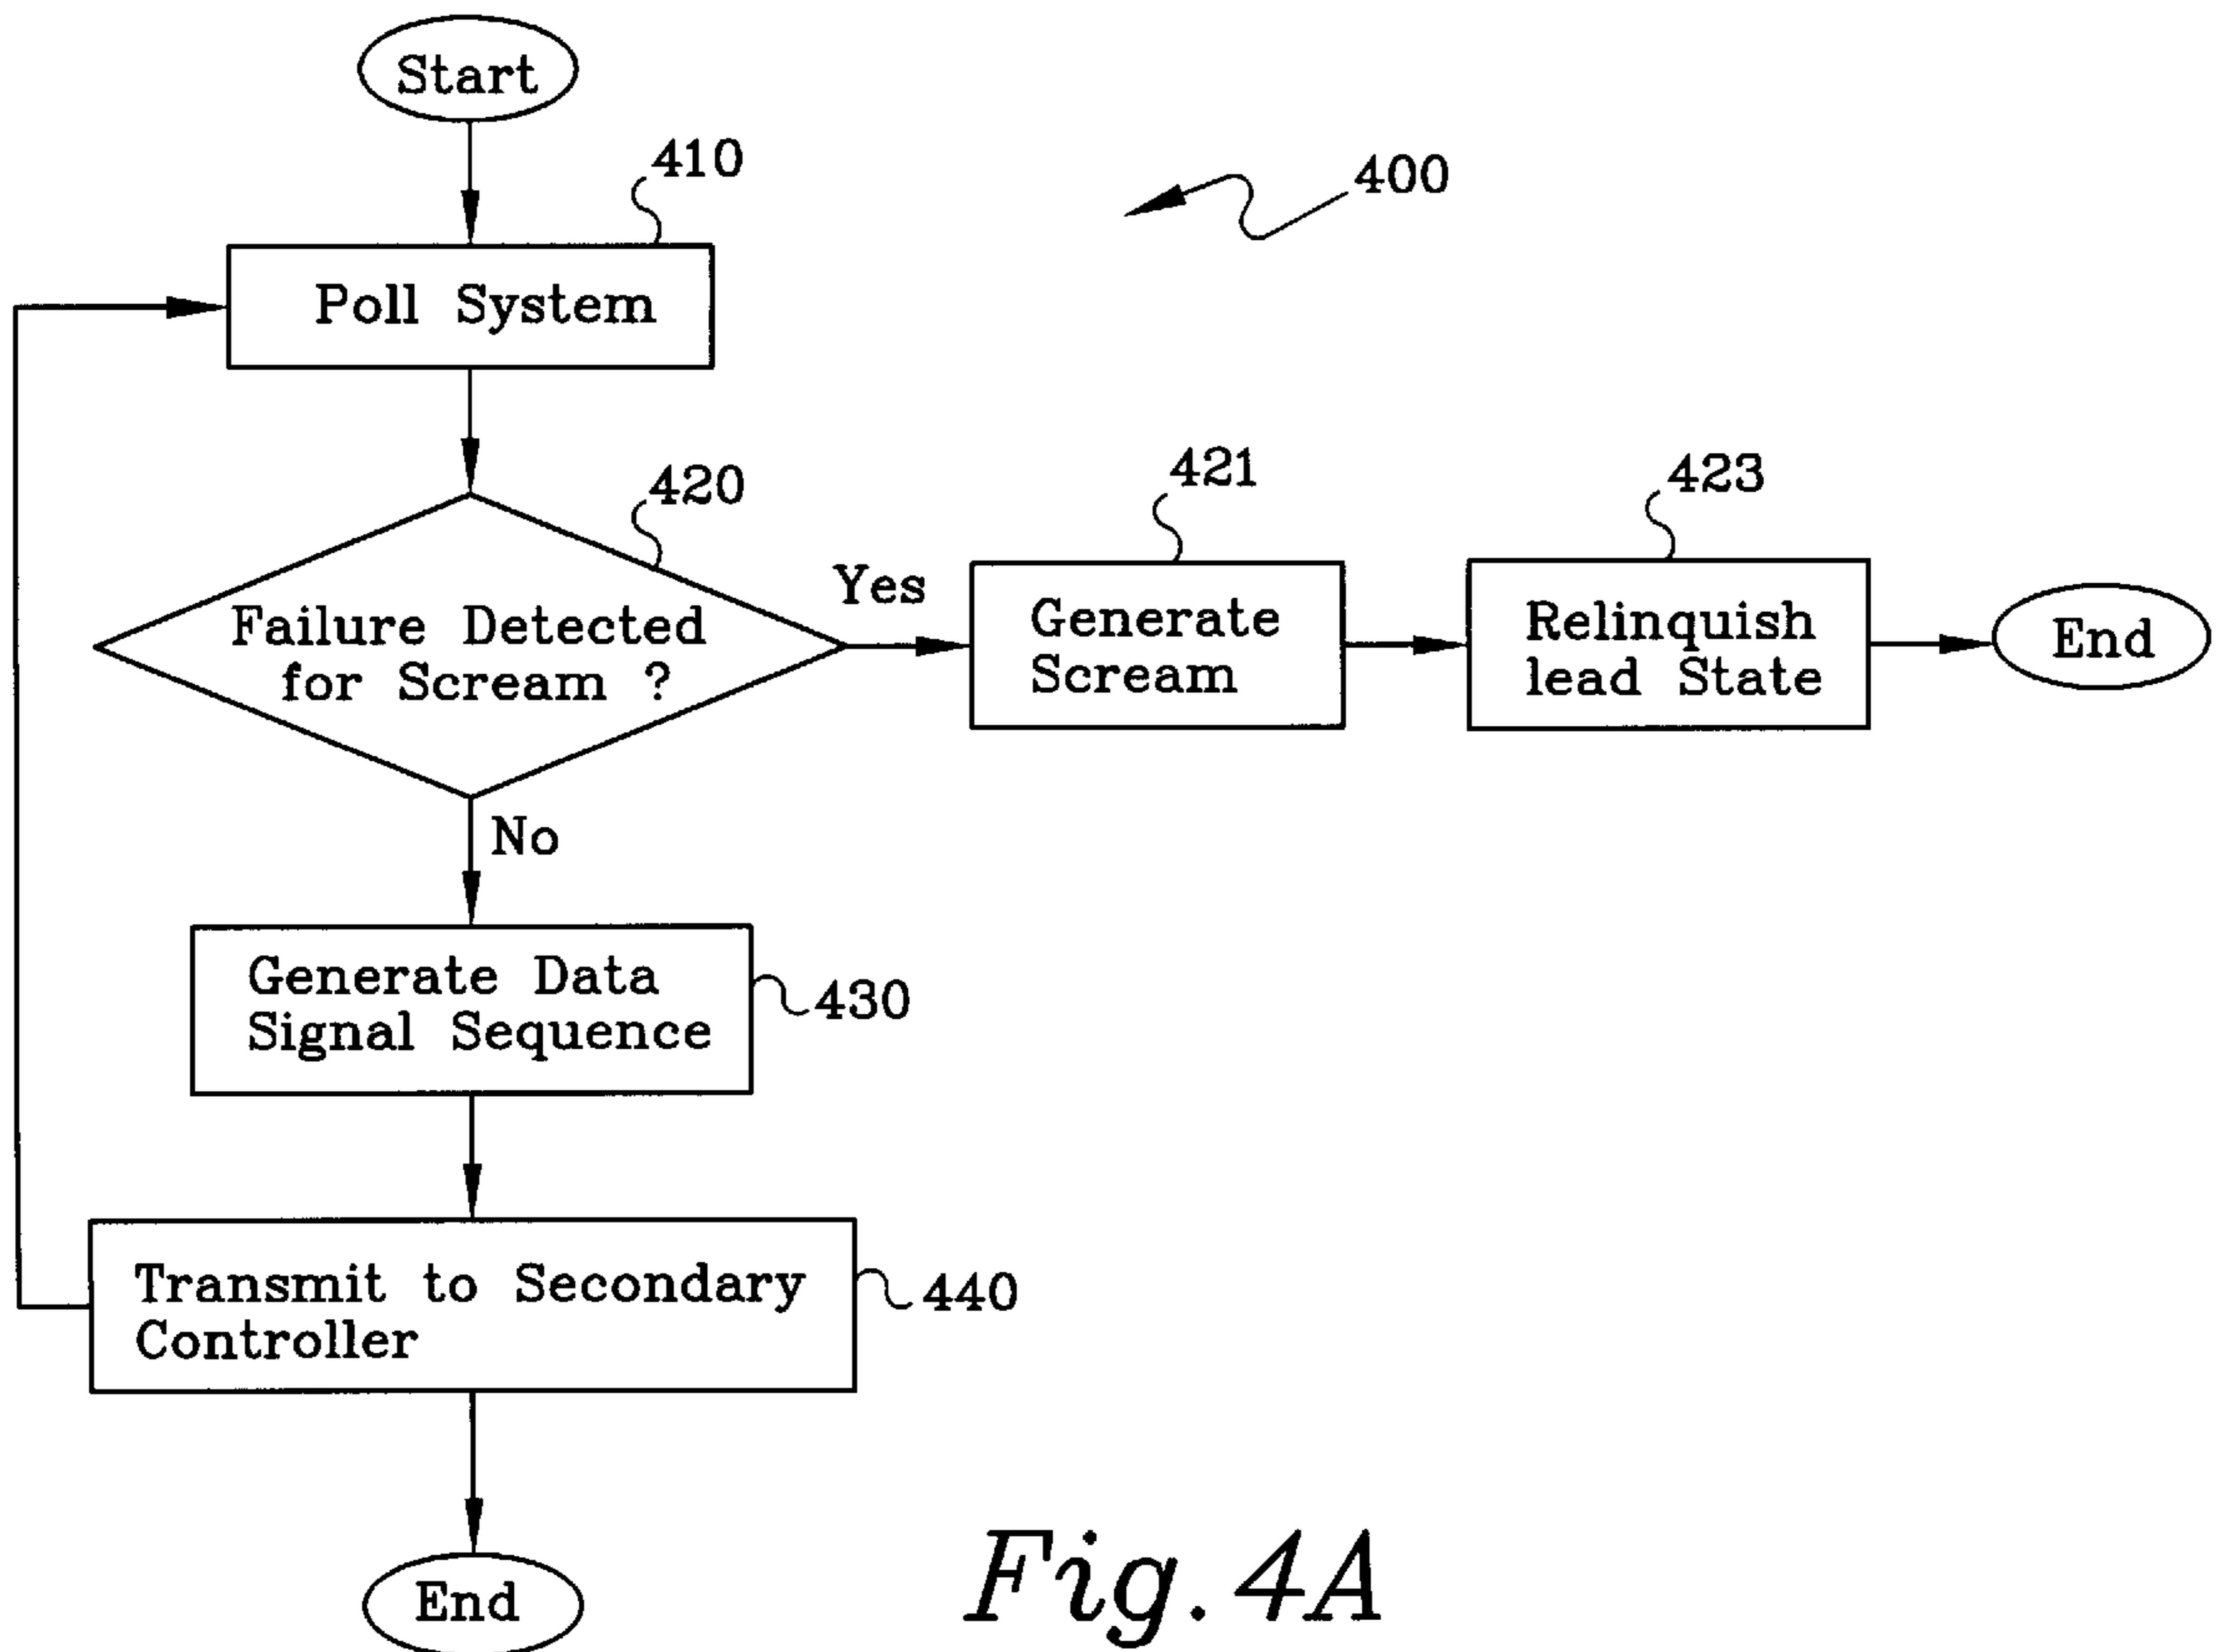 Start
410
400
Poll System
420
Failure Detected
for Scream ?
Yes
421
Generate
Scream
423
Relinquish
lead State
End
No
Generate Data
Signal Sequence
430
Transmit to Secondary
Controller
440
End
Fig. 4A